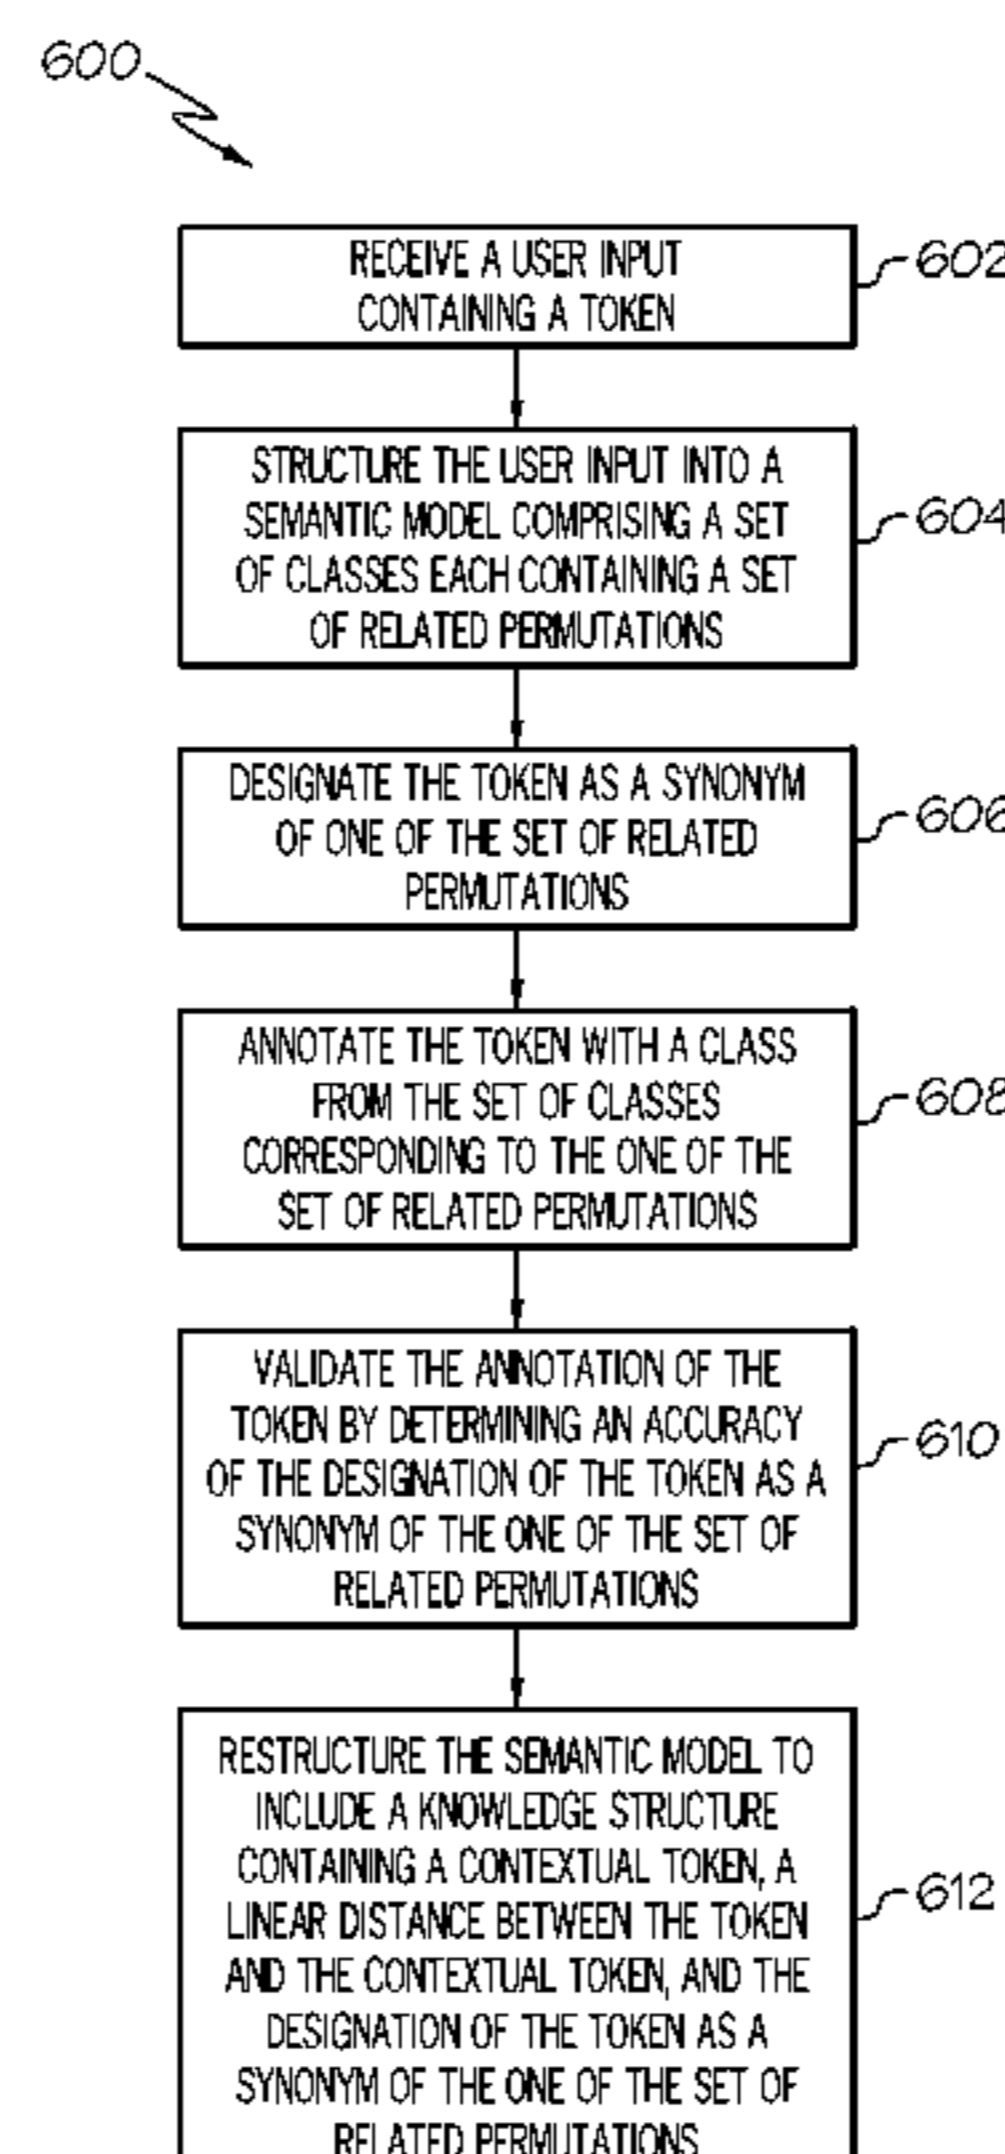 600
RECEIVE A USER INPUT
CONTAINING A TOKEN
602
STRUCTURE THE USER INPUT INTO A
SEMANTIC MODEL COMPRISING A SET
OF CLASSES EACH CONTAINING A SET
OF RELATED PERMUTATIONS
604
DESIGNATE THE TOKEN AS A SYNONYM
OF ONE OF THE SET OF RELATED
PERMUTATIONS
606
ANNOTATE THE TOKEN WITH A CLASS
FROM THE SET OF CLASSES
CORRESPONDING TO THE ONE OF THE
SET OF RELATED PERMUTATIONS
608
VALIDATE THE ANNOTATION OF THE
TOKEN BY DETERMINING AN ACCURACY
OF THE DESIGNATION OF THE TOKEN AS A
SYNONYM OF THE ONE OF THE SET OF
RELATED PERMUTATIONS
610
RESTRUCTURE THE SEMANTIC MODEL TO
INCLUDE A KNOWLEDGE STRUCTURE
CONTAINING A CONTEXTUAL TOKEN, A
LINEAR DISTANCE BETWEEN THE TOKEN
AND THE CONTEXTUAL TOKEN, AND THE
DESIGNATION OF THE TOKEN AS A
SYNONYM OF THE ONE OF THE SET OF
RELATED PERMUTATIONS
612